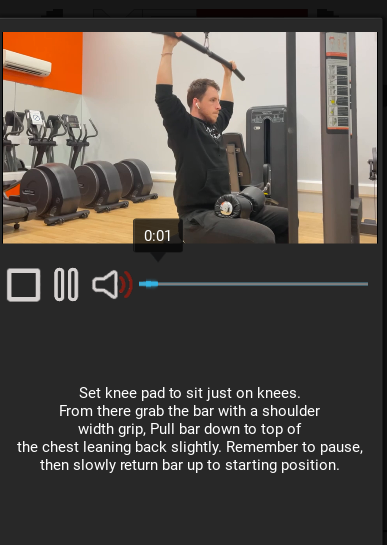 0:01
Set knee pad to sit just on knees.
From there grab the bar with a shoulder
width grip, Pull bar down to top of
the chest leaning back slightly. Remember to pause,
then slowly return bar up to starting position.